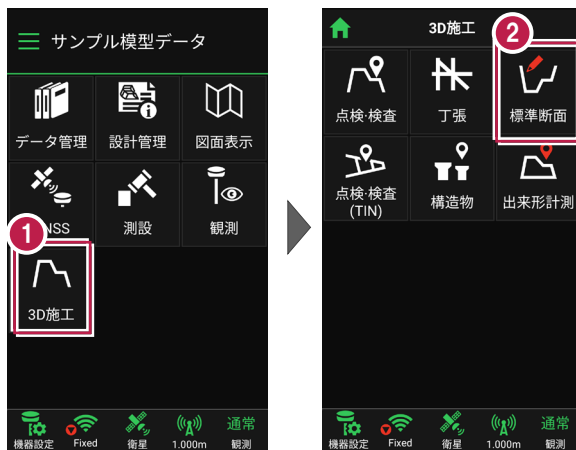 サンプル模型データ
データ管理
設計管理
図面表示
NSS
測設
観測
1
3D施工
機器設定
Fixed
衛星
1.000m
通常
観測
3D施工
2
点検・検査
丁張
標準断面
点検・検査
(TIN)
構造物
出来形計測
機器設定
Fixed
衛星
1.000m
通常
観測